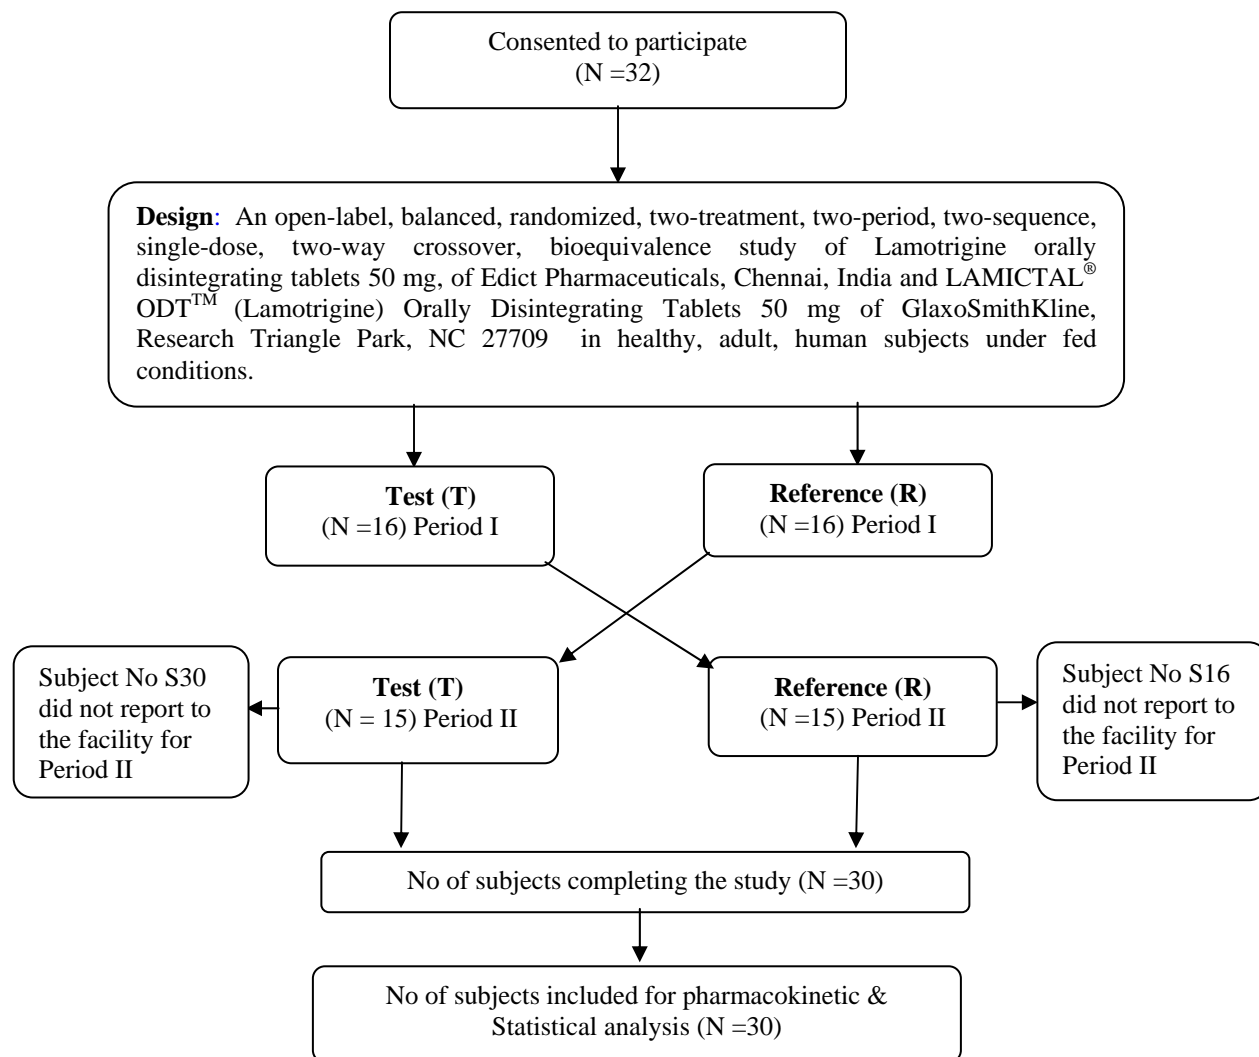 Consented to participate
(N =32)
Design:  An open-label, balanced, randomized, two-treatment, two-period, two-sequence,
single-dose, two-way crossover, bioequivalence study of Lamotrigine orally
disintegrating tablets 50 mg, of Edict Pharmaceuticals, Chennai, India and LAMICTAL®
ODT™ (Lamotrigine) Orally Disintegrating Tablets 50 mg of GlaxoSmithKline,
Research Triangle Park, NC 27709 in healthy, adult, human subjects under fed
conditions.
Test (T)
(N =16) Period I
Reference (R)
(N =16) Period I
Subject No S30
did not report to
the facility for
Period II
Test (T)
(N = 15) Period II
Reference (R)
(N =15) Period II
Subject No S16
did not report to
the facility for
Period II
No of subjects completing the study (N =30)
No of subjects included for pharmacokinetic &
Statistical analysis (N =30)